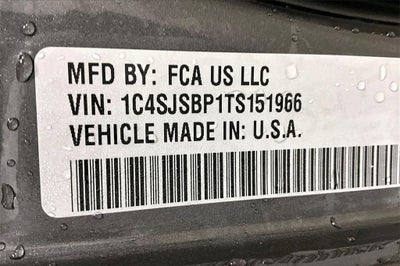 MFD BY: FCA US LLC
VIN: 1C4SJSBP1TS151966
VEHICLE MADE IN: U.S.A.